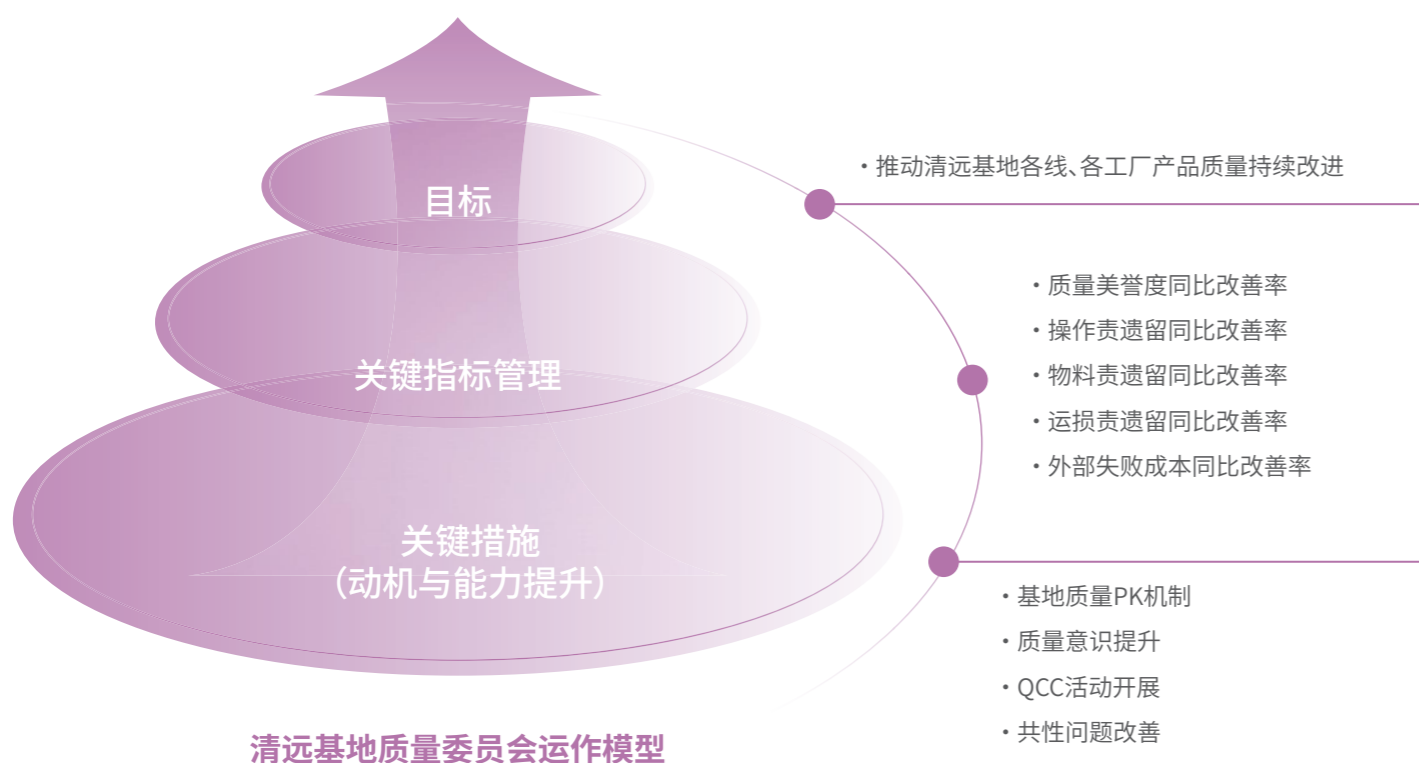 目标
关键指标管理
关键措施
（动机与能力提升）
清远基地质量委员会运作模型
·推动清远基地各线、各工厂产品质量持续改进
·质量美誉度同比改善率
·操作责遗留同比改善率
·物料责遗留同比改善率
·运损责遗留同比改善率
·外部失败成本同比改善率
·基地质量PK机制
·质量意识提升
·QCC活动开展
·共性问题改善